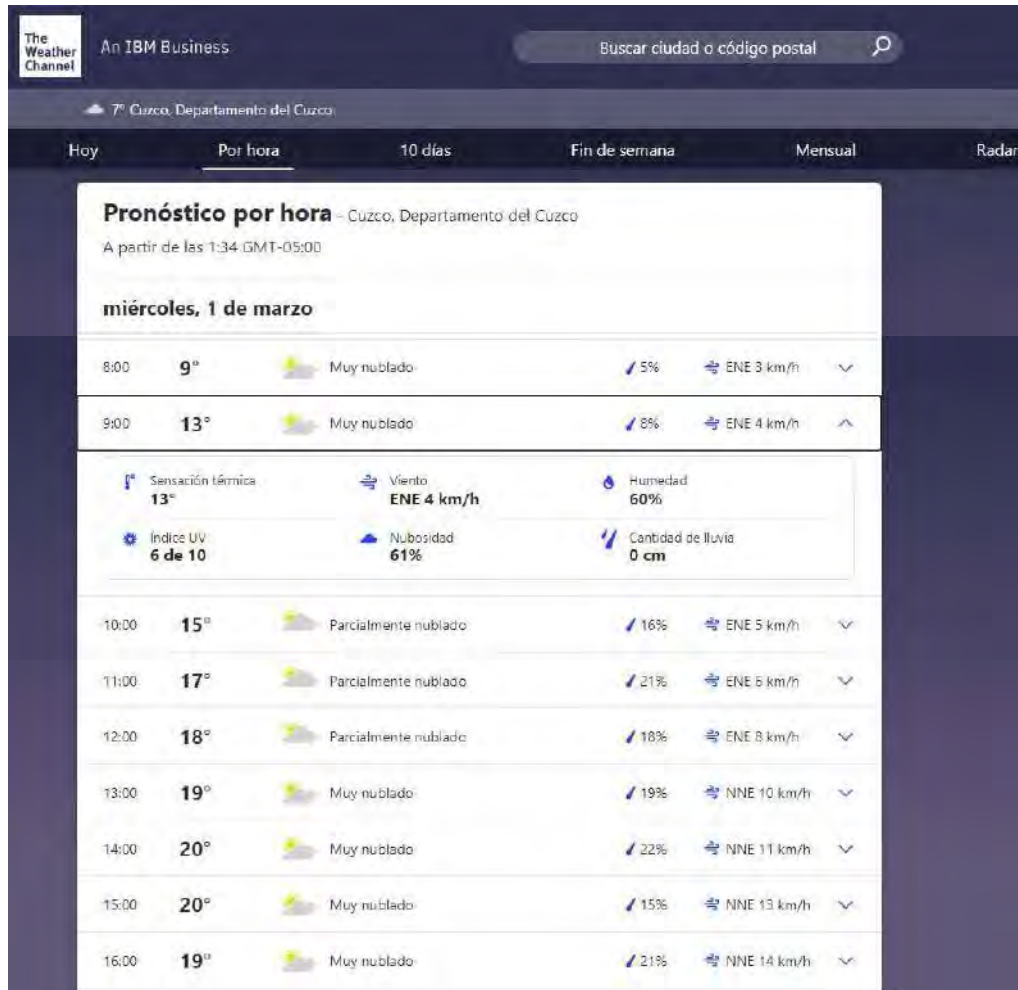 The
Weather
Channel
An IBM Business
Buscar ciudad o código postal
7° Cuzco, Departamento del Cuzco
Hoy Por hora 10 días Fin de semana Mensual Radar
Pronóstico por hora - Cuzco, Departamento del Cuzco
A partir de las 1:34 GMT-05:00
miércoles, 1 de marzo
8:00 9° Muy nublado 5% ENE 3 km/h
9:00 13° Muy nublado 8% ENE 4 km/h
Sensación térmica Viento Humedad
13° ENE 4 km/h 60%
Índice UV Nubosidad Cantidad de lluvia
6 de 10 61% 0 cm
10:00 15° Parcialmente nublado 16% ENE 5 km/h
11:00 17° Parcialmente nublado 21% ENE 6 km/h
12:00 18° Parcialmente nublado 18% ENE 8 km/h
13:00 19° Muy nublado 19% NNE 10 km/h
14:00 20° Muy nublado 22% NNE 11 km/h
15:00 20° Muy nublado 15% NNE 13 km/h
16:00 19° Muy nublado 21% NNE 14 km/h